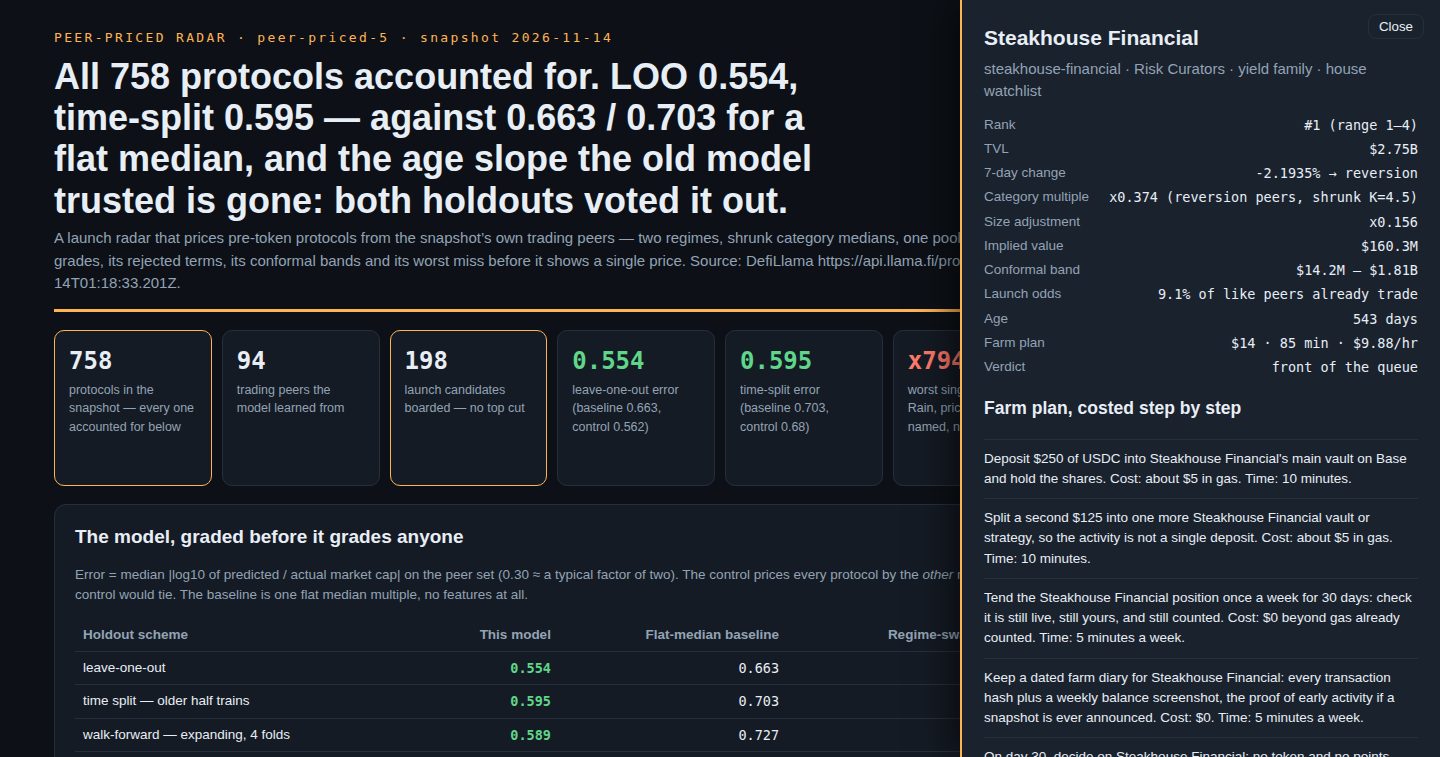 PEER-PRICED RADAR · peer-priced-5 · snapshot 2026-11-14
All 758 protocols accounted for. LOO 0.554,
time-split 0.595 — against 0.663 / 0.703 for a
flat median, and the age slope the old model
trusted is gone: both holdouts voted it out.
A launch radar that prices pre-token protocols from the snapshot's own trading peers — two regimes, shrunk category medians, one pool
grades, its rejected terms, its conformal bands and its worst miss before it shows a single price. Source: DefiLlama https://api.llama.fi/pro
14T01:18:33.201Z.
758
protocols in the
snapshot — every one
accounted for below
94
trading peers the
model learned from
198
launch candidates
boarded — no top cut
0.554
leave-one-out error
(baseline 0.663,
control 0.562)
0.595
time-split error
(baseline 0.703,
control 0.68)
x794
worst sing
Rain, pric
named, n
The model, graded before it grades anyone
Error = median |log10 of predicted / actual market cap| on the peer set (0.30 ≈ a typical factor of two). The control prices every protocol by the other
control would tie. The baseline is one flat median multiple, no features at all.
Holdout scheme This model Flat-median baseline Regime-sw
leave-one-out 0.554 0.663
time split — older half trains 0.595 0.703
walk-forward — expanding, 4 folds 0.589 0.727
Close
Steakhouse Financial
steakhouse-financial · Risk Curators · yield family · house
watchlist
Rank #1 (range 1–4)
TVL $2.75B
7-day change -2.1935% → reversion
Category multiple x0.374 (reversion peers, shrunk K=4.5)
Size adjustment x0.156
Implied value $160.3M
Conformal band $14.2M — $1.81B
Launch odds 9.1% of like peers already trade
Age 543 days
Farm plan $14 · 85 min · $9.88/hr
Verdict front of the queue
Farm plan, costed step by step
Deposit $250 of USDC into Steakhouse Financial's main vault on Base
and hold the shares. Cost: about $5 in gas. Time: 10 minutes.
Split a second $125 into one more Steakhouse Financial vault or
strategy, so the activity is not a single deposit. Cost: about $5 in gas.
Time: 10 minutes.
Tend the Steakhouse Financial position once a week for 30 days: check
it is still live, still yours, and still counted. Cost: $0 beyond gas already
counted. Time: 5 minutes a week.
Keep a dated farm diary for Steakhouse Financial: every transaction
hash plus a weekly balance screenshot, the proof of early activity if a
snapshot is ever announced. Cost: $0. Time: 5 minutes a week.
On day 30, decide on Steakhouse Financial: no token and no points